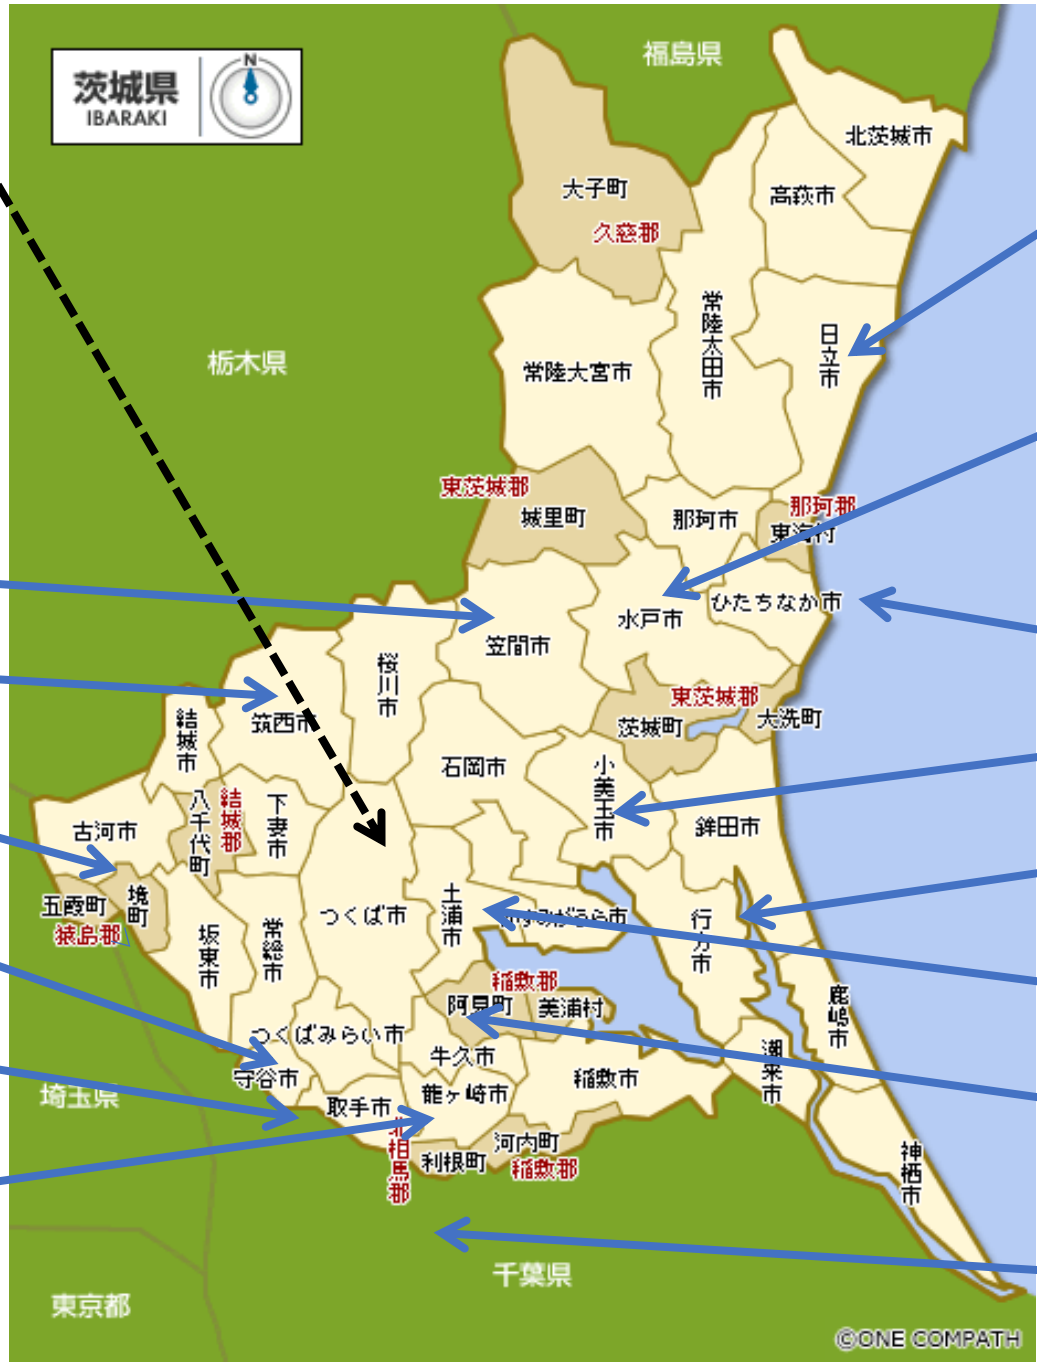 茨城県
IBARAKI
N
福島県
北茨城市
大子町
高萩市
久慈郡
常陸太田市
日立市
栃木県
常陸大宮市
東茨城郡
城里町
那珂市
那珂郡
東海村
ひたちなか市
水戸市
笠間市
桜川市
東茨城郡
茨城町
大洗町
筑西市
結城市
石岡市
小美玉市
鉾田市
古河市
八千代町
結城郡
下妻市
五霞町
境町
猿島郡
坂東市
常総市
つくば市
土浦市
かすみがうら市
行方市
稲敷郡
阿見町
美浦村
鹿嶋市
つくばみらい市
牛久市
潮来市
守谷市
稲敷市
龍ヶ崎市
取手市
北相馬郡
利根町
河内町
稲敷郡
神栖市
埼玉県
千葉県
東京都
©ONE COMPATH